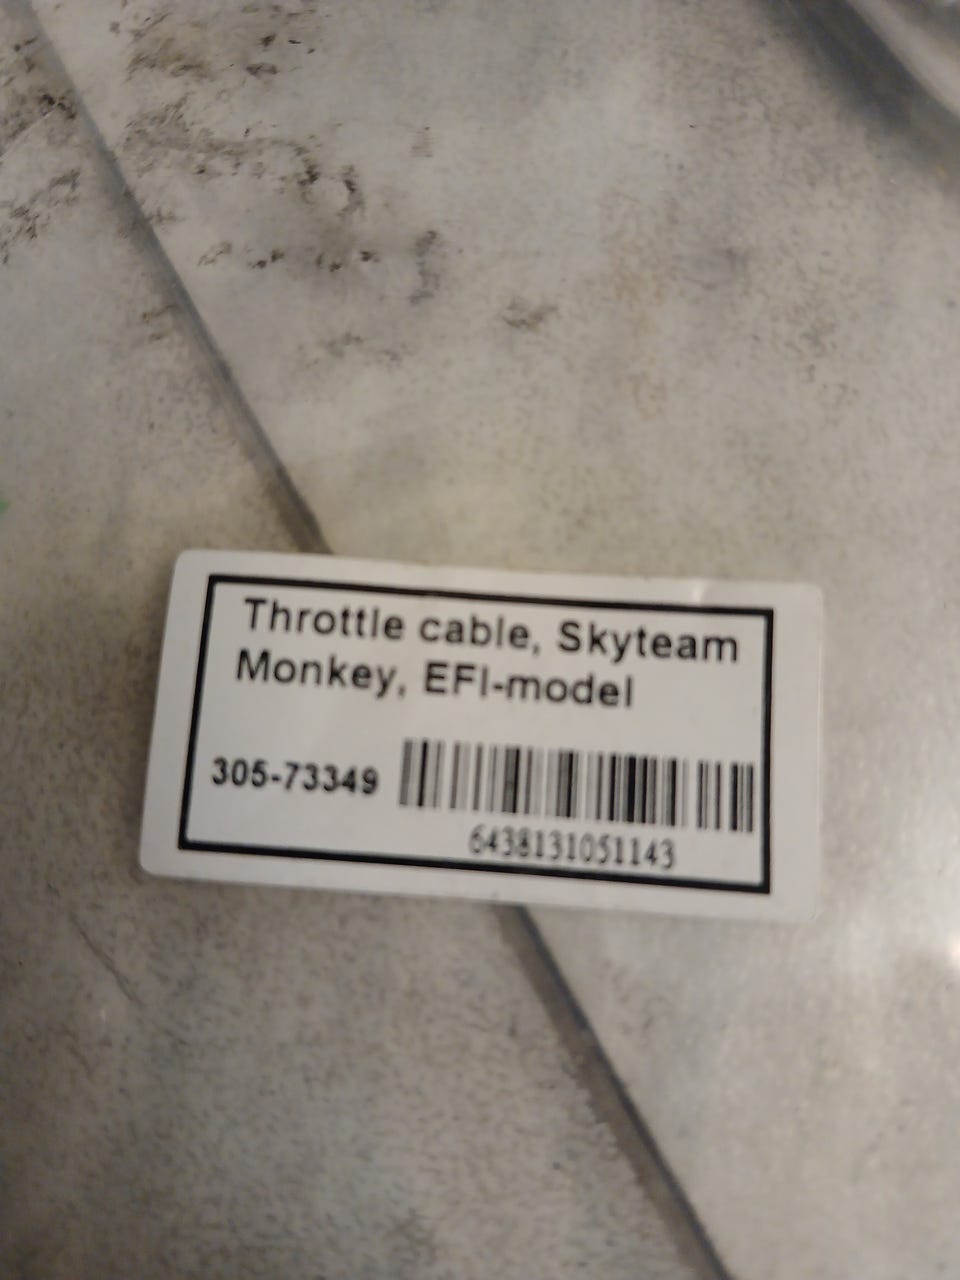 Throttle cable, Skyteam
Monkey, EFI-model
305-73349
6438131051143